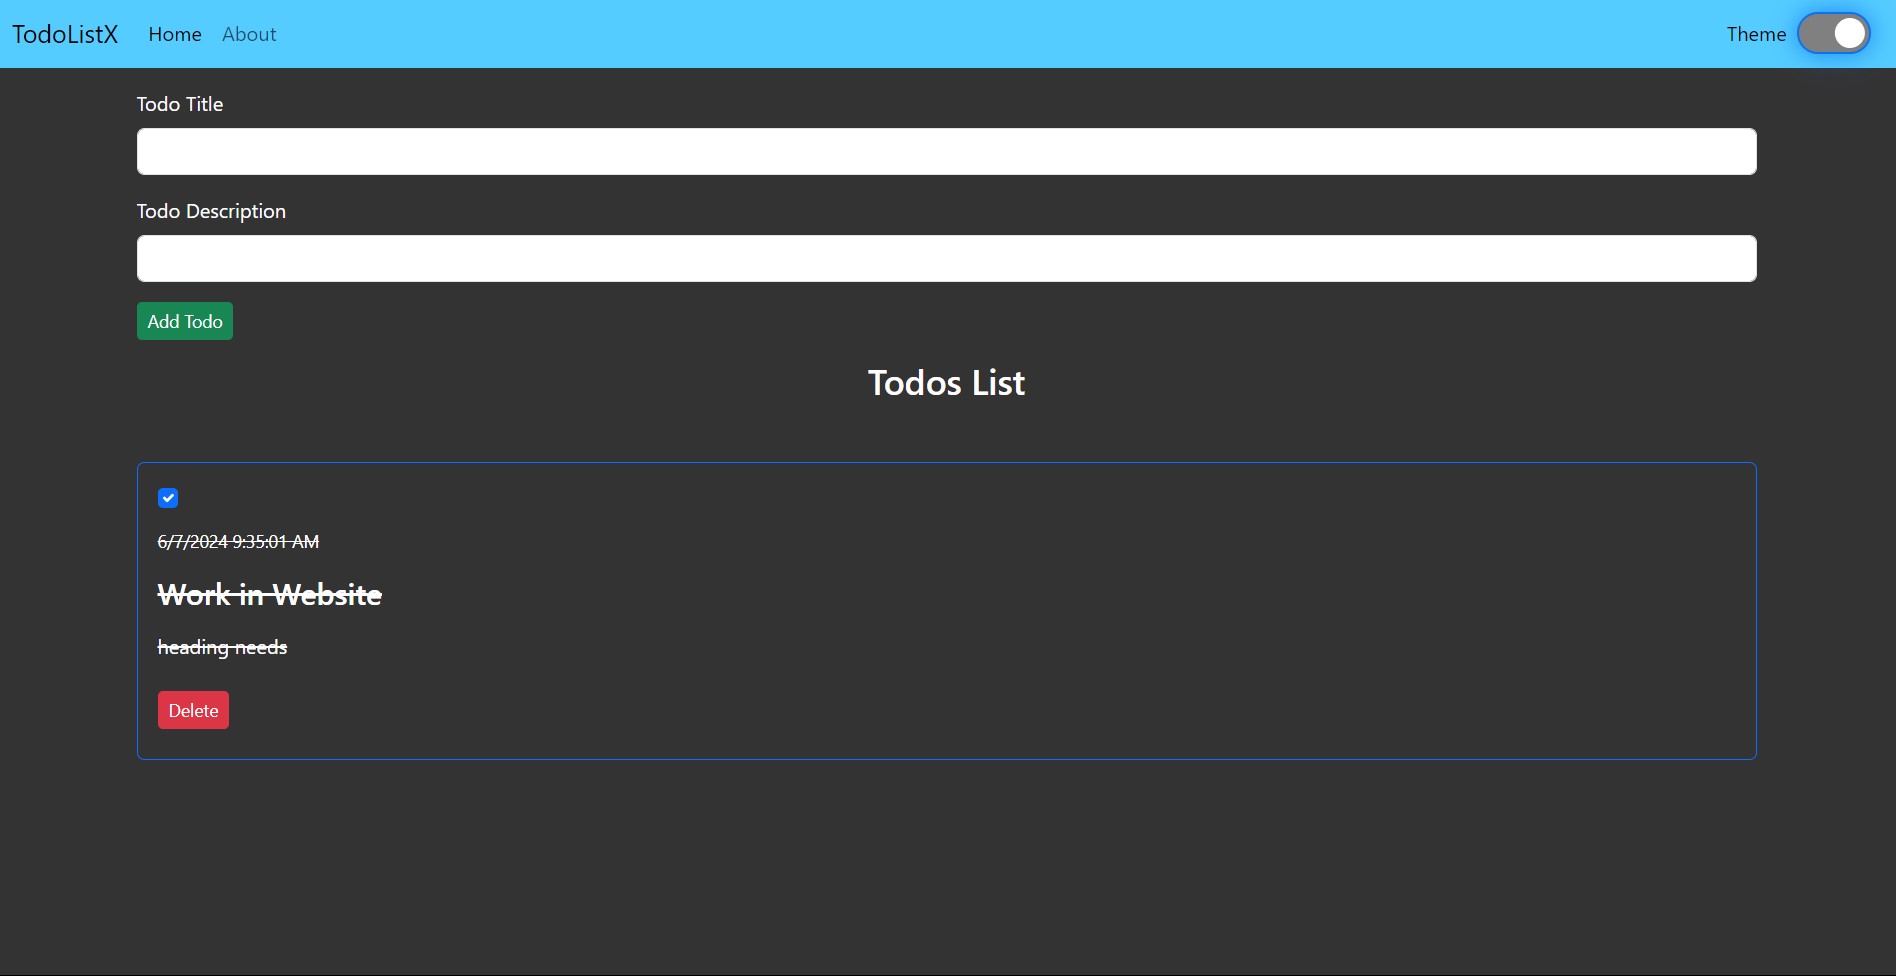 TodoListX Home About Theme
Todo Title
Todo Description
Add Todo
Todos List
6/7/2024 9:35:01 AM
Work in Website
heading needs
Delete